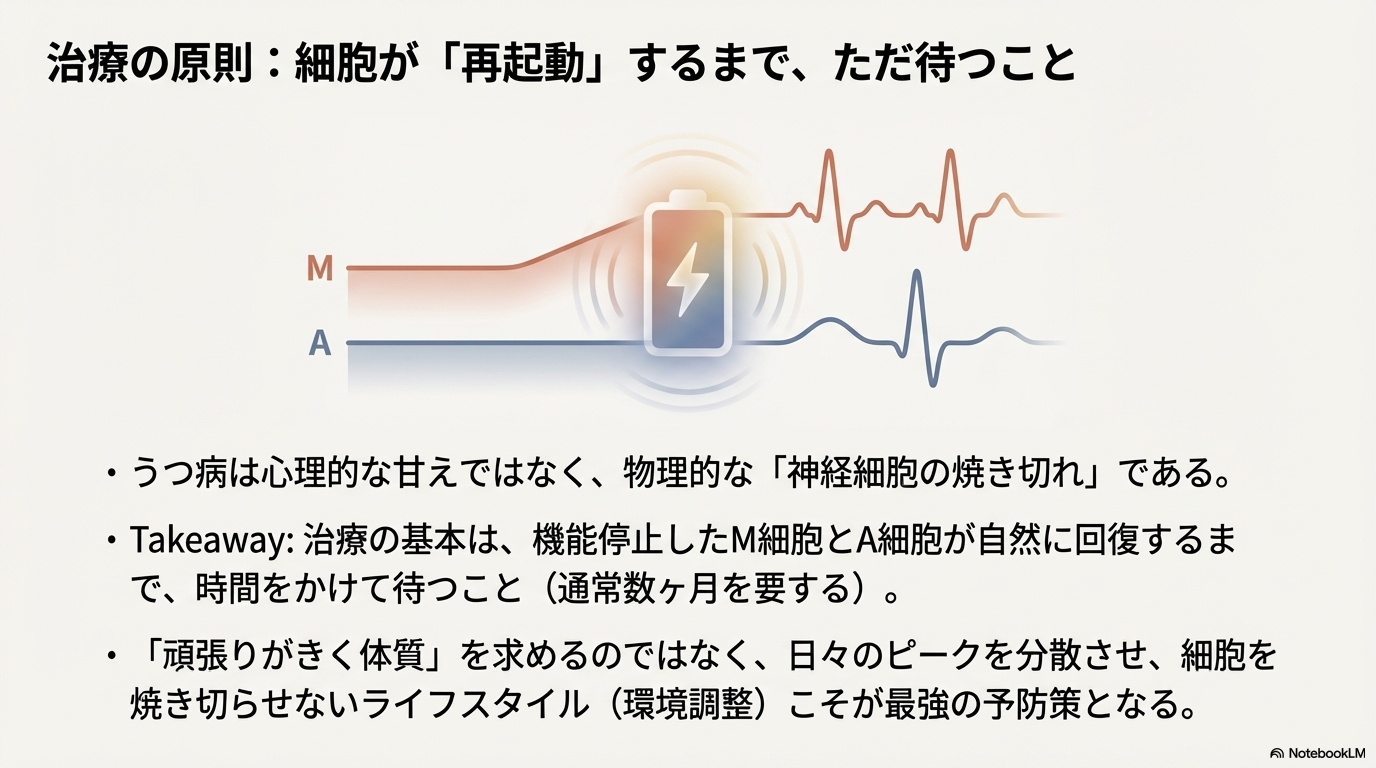 治療の原則：細胞が「再起動」するまで、ただ待つこと
M
A
・うつ病は心理的な甘えではなく、物理的な「神経細胞の焼き切れ」である。
・Takeaway: 治療の基本は、機能停止したM細胞とA細胞が自然に回復するま
で、時間をかけて待つこと（通常数ヶ月を要する）。
・「頑張りがきく体質」を求めるのではなく、日々のピークを分散させ、細胞を
焼き切らせないライフスタイル（環境調整）こそが最強の予防策となる。
NotebookLM